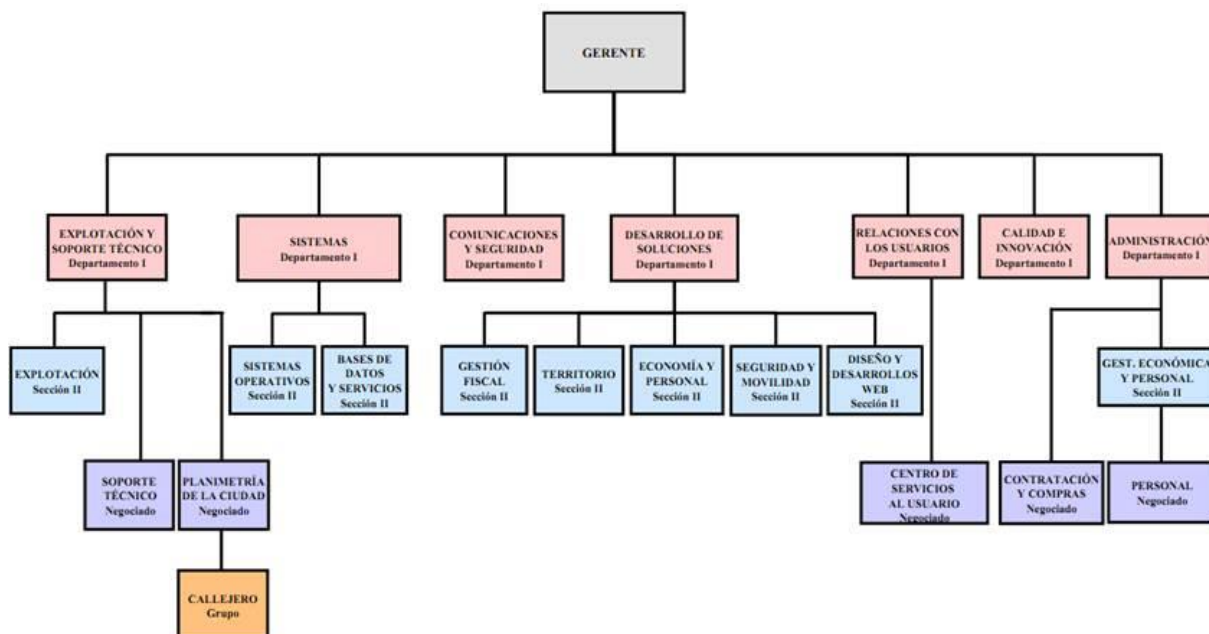 GERENTE
EXPLOTACIÓN Y
SOPORTE TÉCNICO
Departamento I
SISTEMAS
Departamento I
COMUNICACIONES
Y SEGURIDAD
Departamento I
DESARROLLO DE
SOLUCIONES
Departamento I
RELACIONES CON
LOS USUARIOS
Departamento I
CALIDAD E
INNOVACIÓN
Departamento I
ADMINISTRACIÓN
Departamento I
EXPLOTACIÓN
Sección II
SISTEMAS
OPERATIVOS
Sección II
BASES DE
DATOS
Y SERVICIOS
Sección II
GESTIÓN
FISCAL
Sección II
TERRITORIO
Sección II
ECONOMÍA Y
PERSONAL
Sección II
SEGURIDAD Y
MOVILIDAD
Sección II
DISEÑO Y
DESARROLLOS
WEB
Sección II
GEST. ECONÓMICA
Y PERSONAL
Sección II
SOPORTE
TÉCNICO
Negociado
PLANIMETRÍA
DE LA CIUDAD
Negociado
CENTRO DE
SERVICIOS
AL USUARIO
Negociado
CONTRATACIÓN
Y COMPRAS
Negociado
PERSONAL
Negociado
CALLEJERO
Grupo